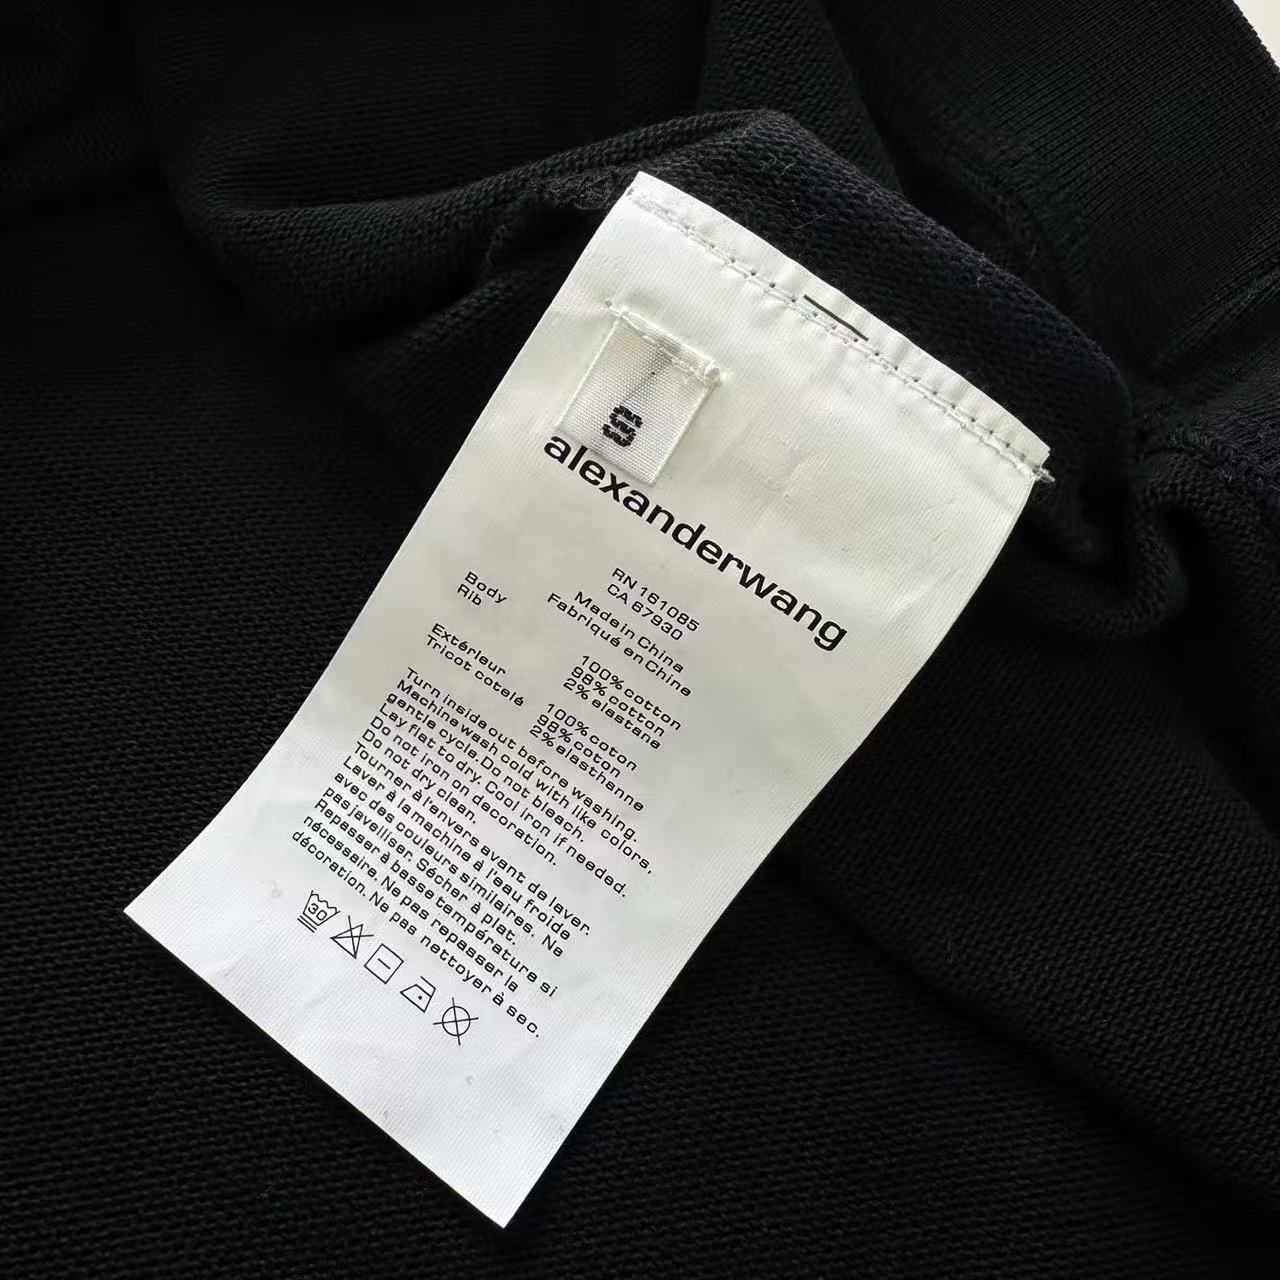 S
alexanderwang
RN 161085
CA 67930
Made in China
Fabriqué en China
Body 100% cotton
Rib 98% cotton
2% elastane
Extérieur 100% coton
Tricot cotelé 98% coton
2% elasthanne
Turn inside out before washing.
Machine wash cold with like colors,
gentle cycle. Do not bleach.
Lay flat to dry. Cool iron if needed.
Do not iron on decoration.
Do not dry clean.
Tourner à l'envers avant de laver.
Laver à la machine à l'eau froide
avec des couleurs similaires. Ne
pas javelliser. Sécher à plat.
Repasser à basse température si
nécessaire. Ne pas repasser la
décoration. Ne pas nettoyer à sec.
30